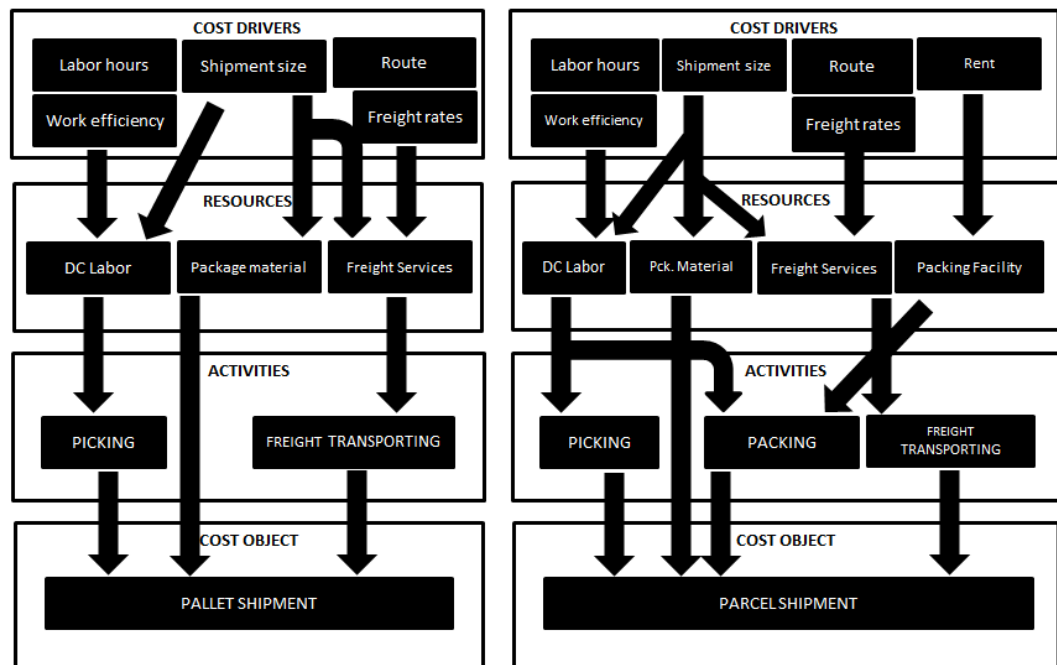 COST DRIVERS
Labor hours
Shipment size
Route
Work efficiency
Freight rates
RESOURCES
DC Labor
Package material
Freight Services
ACTIVITIES
PICKING
FREIGHT TRANSPORTING
COST OBJECT
PALLET SHIPMENT
COST DRIVERS
Labor hours
Shipment size
Route
Rent
Work efficiency
Freight rates
RESOURCES
DC Labor
Pck. Material
Freight Services
Packing Facility
ACTIVITIES
PICKING
PACKING
FREIGHT
TRANSPORTING
COST OBJECT
PARCEL SHIPMENT